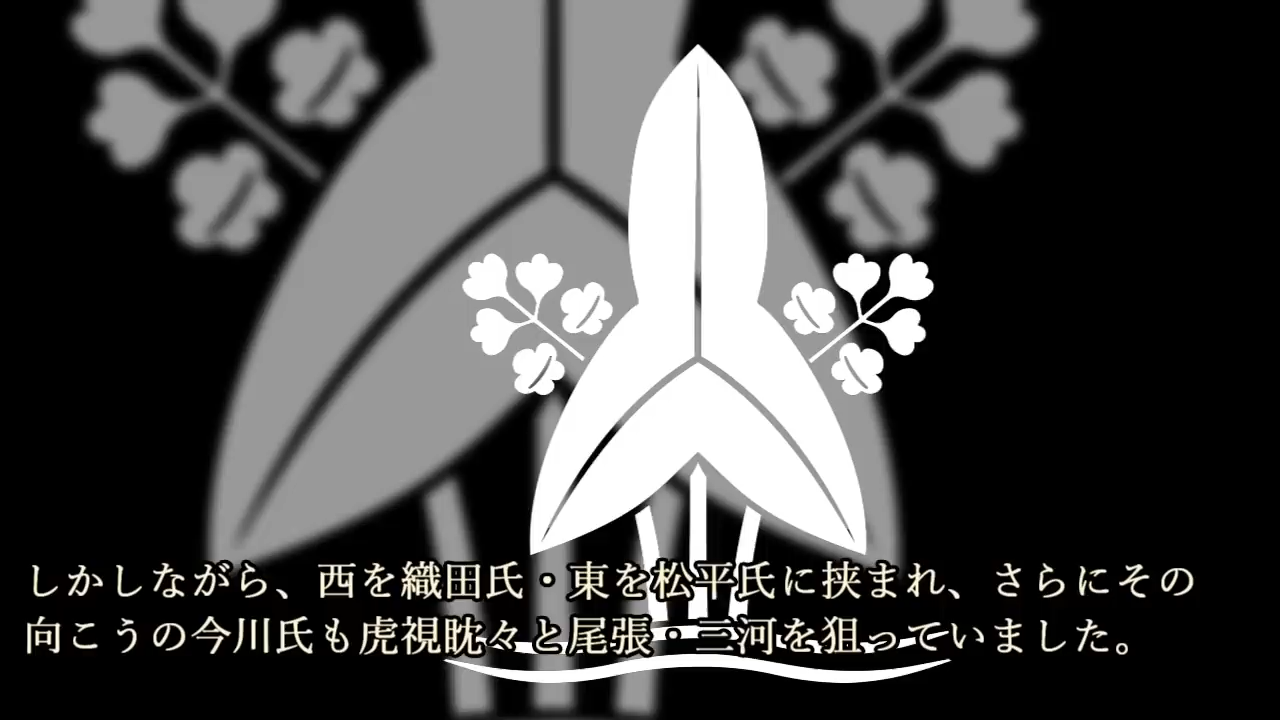 しかしながら、西を織田氏・東を松平氏に挟まれ、さらにその
向こうの今川氏も虎視眈々と尾張・三河を狙っていました。